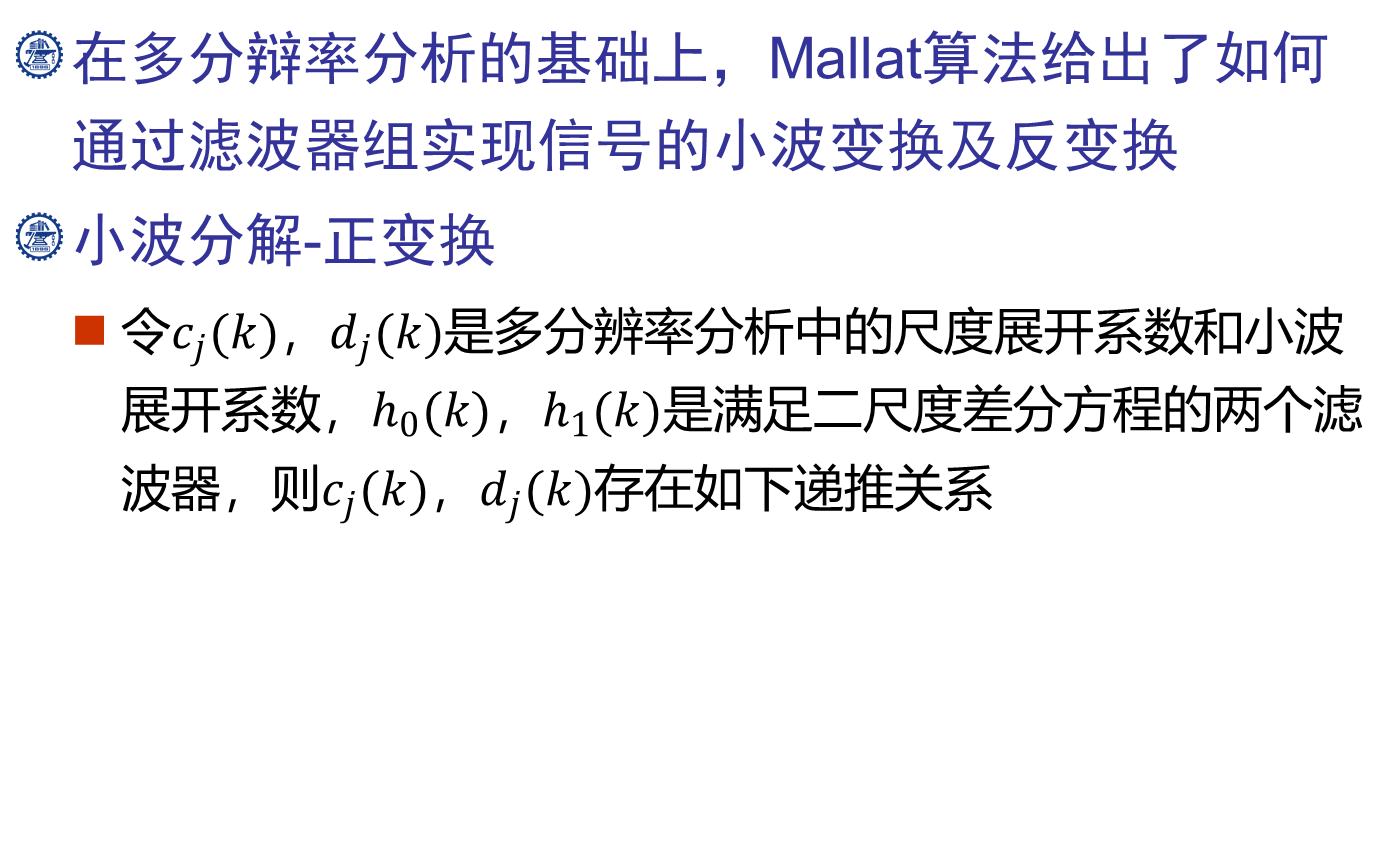 在多分辩率分析的基础上，Mallat算法给出了如何
通过滤波器组实现信号的小波变换及反变换
小波分解-正变换
令c_j(k)，d_j(k)是多分辨率分析中的尺度展开系数和小波
展开系数，h_0(k)，h_1(k)是满足二尺度差分方程的两个滤
波器，则c_j(k)，d_j(k)存在如下递推关系